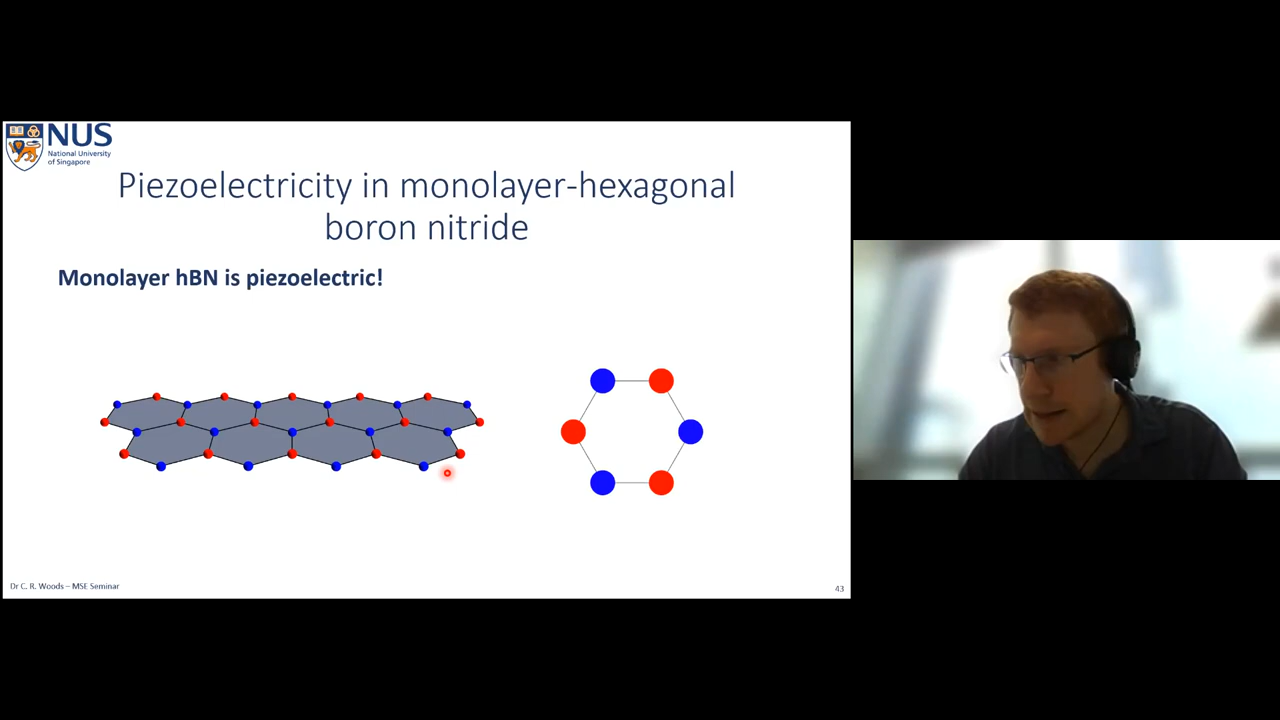 NUS
National University
of Singapore
Piezoelectricity in monolayer-hexagonal
boron nitride
Monolayer hBN is piezoelectric!
Dr C. R. Woods – MSE Seminar
43